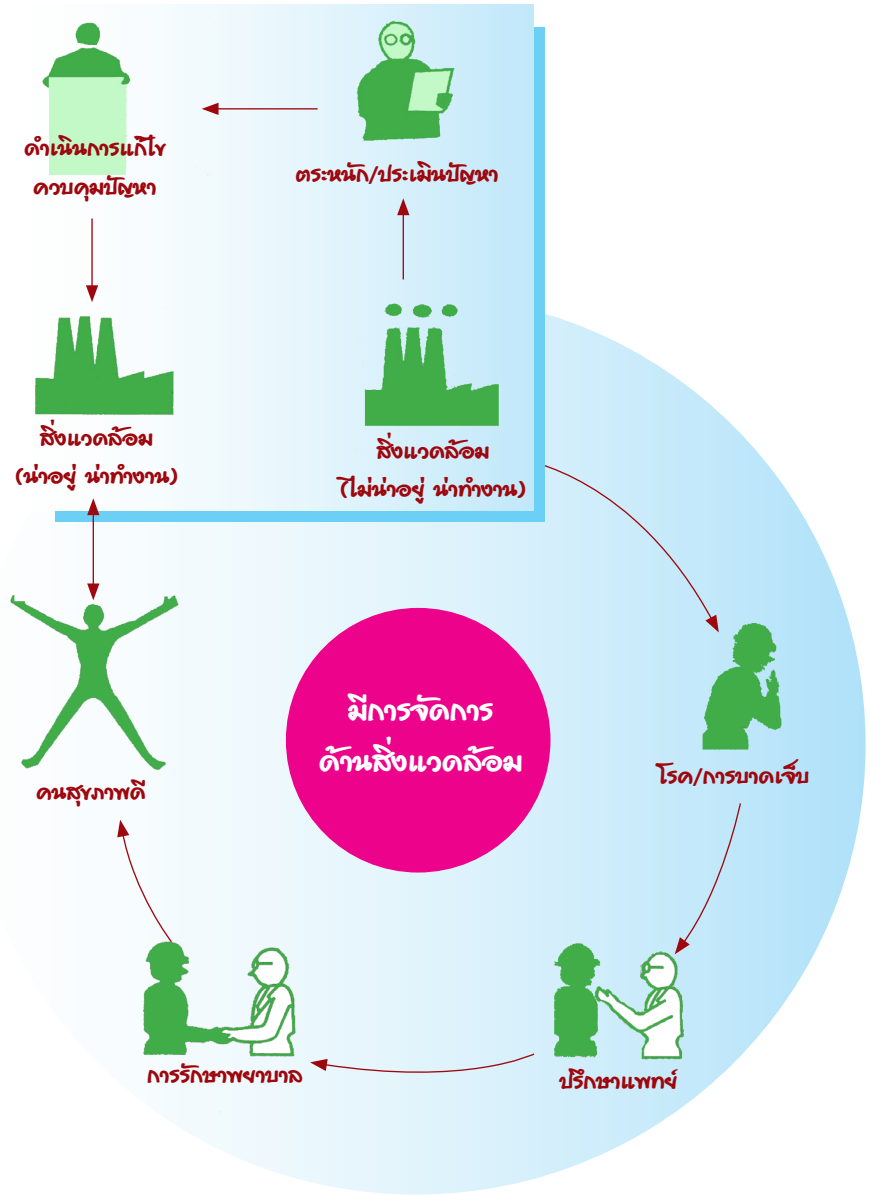 ดำเนินการแก้ไข
ควบคุมปัญหา
ตระหนัก/ประเมินปัญหา
สิ่งแวดล้อม
(น่าอยู่ น่าทำงาน)
สิ่งแวดล้อม
(ไม่น่าอยู่ น่าทำงาน)
มีการจัดการ
ด้านสิ่งแวดล้อม
คนสุขภาพดี
โรค/การบาดเจ็บ
การรักษาพยาบาล
ปรึกษาแพทย์